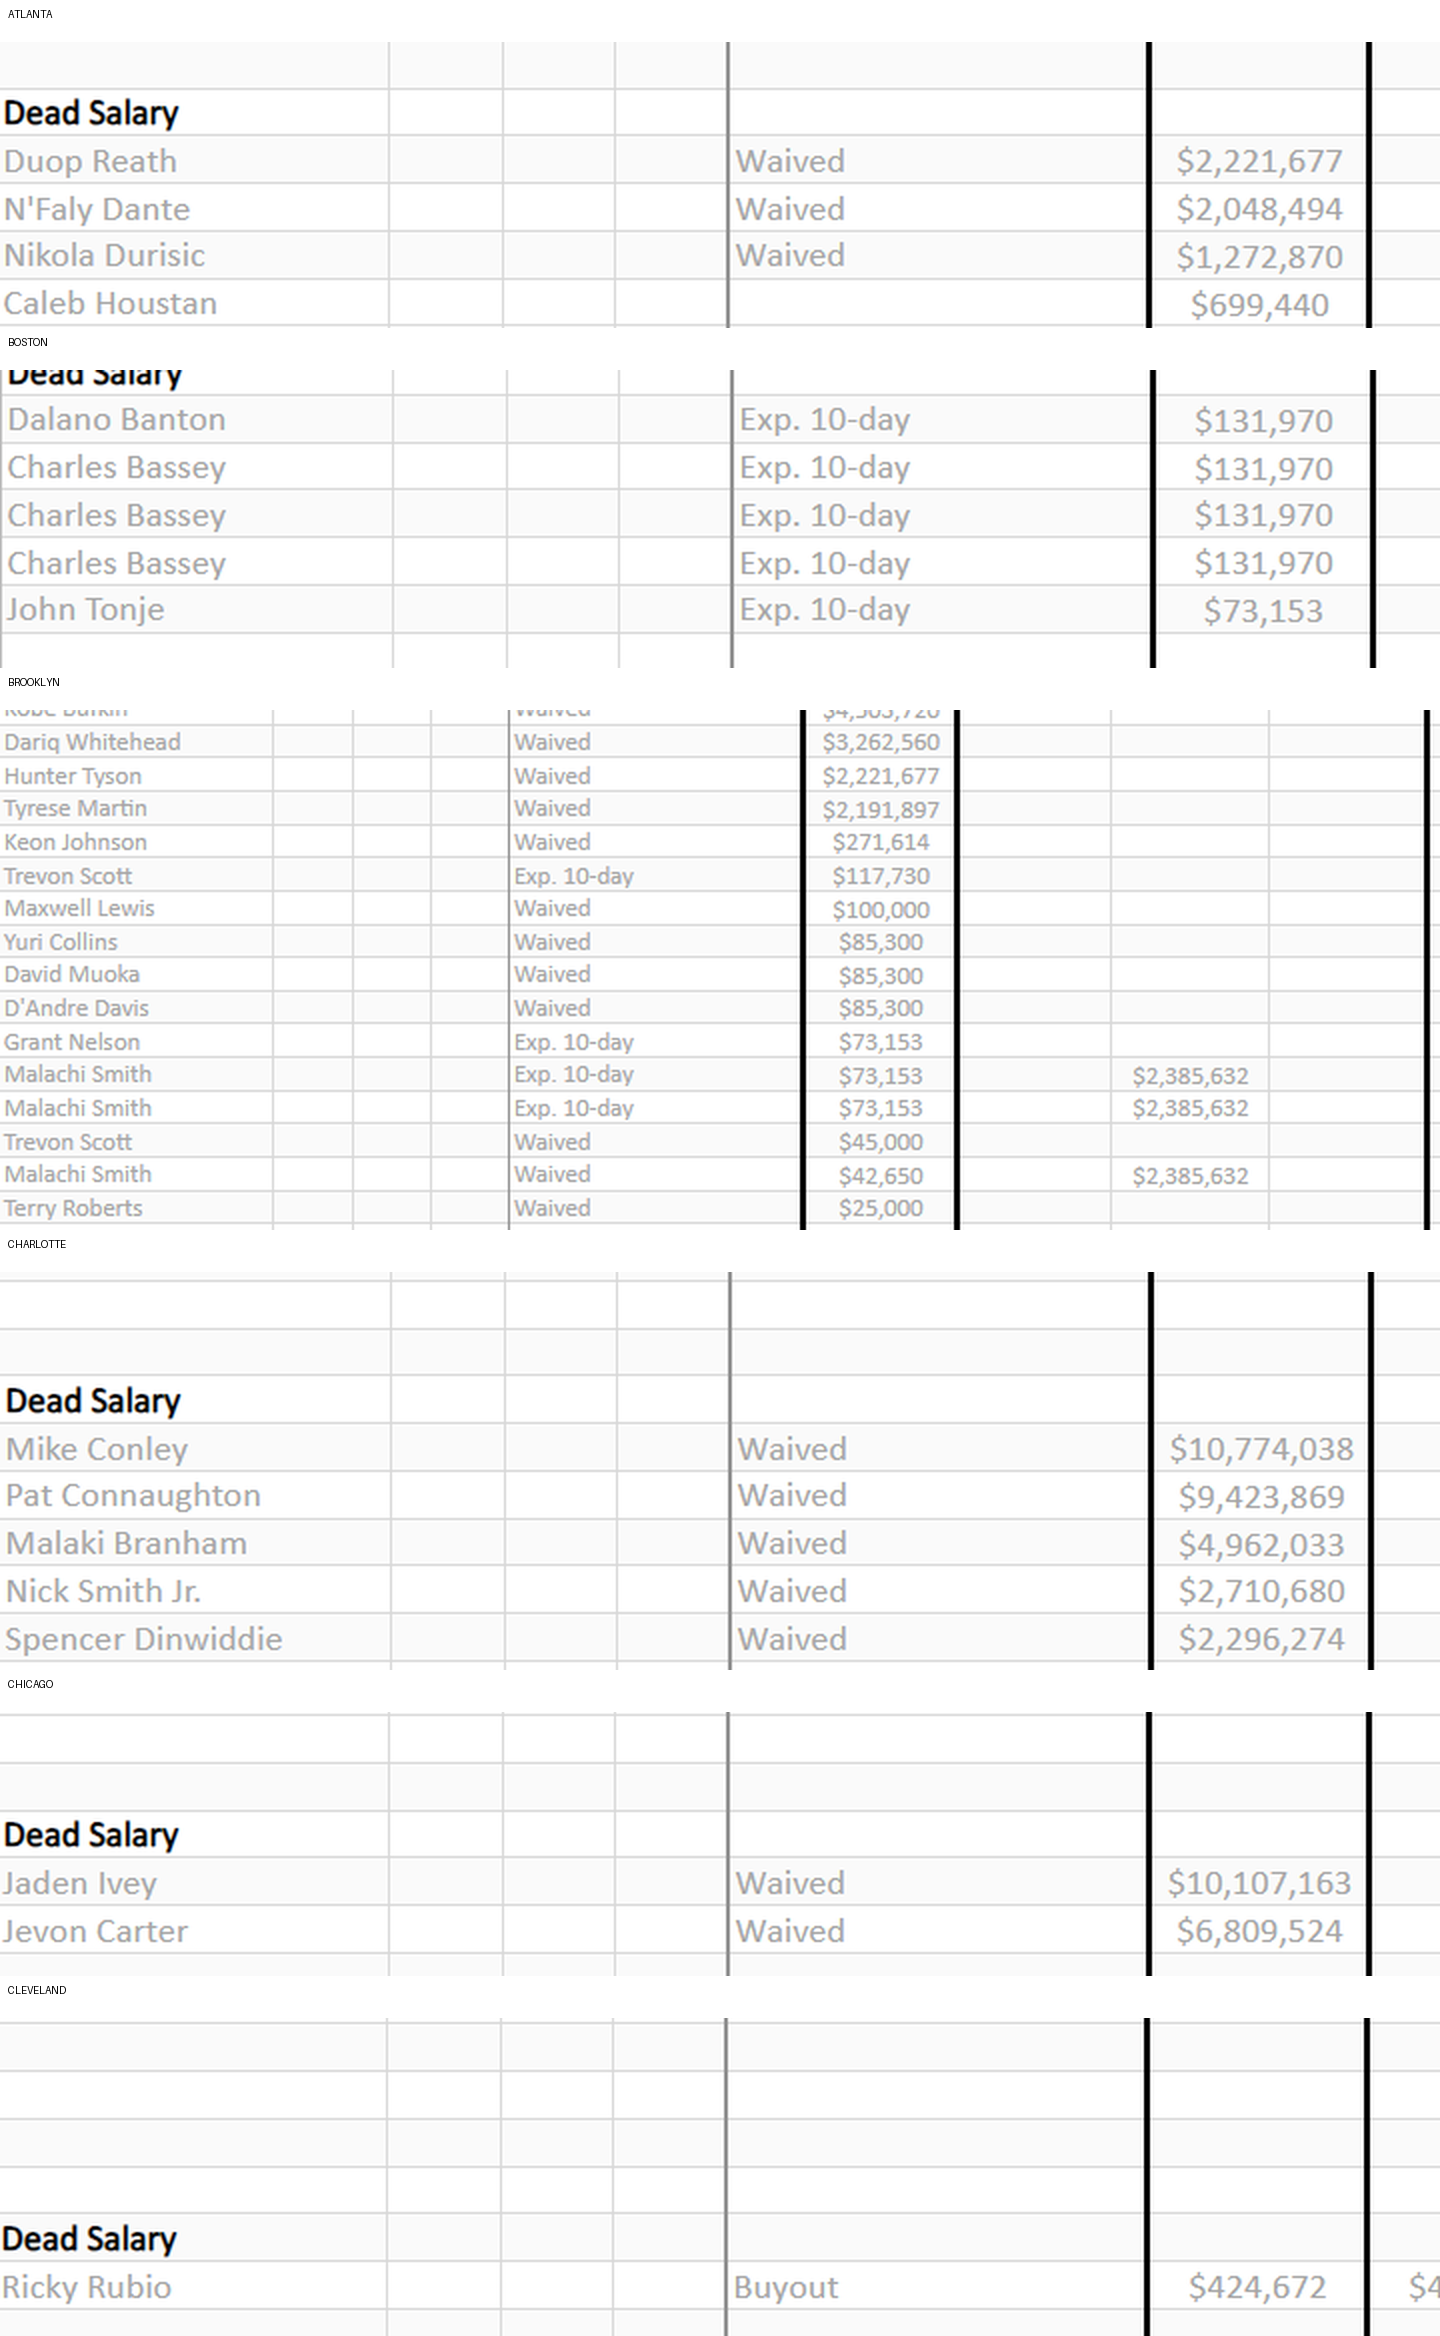 ATLANTA
Dead Salary
Duop Reath Waived $2,221,677
N'Faly Dante Waived $2,048,494
Nikola Durisic Waived $1,272,870
Caleb Houstan $699,440
BOSTON
Dead Salary
Dalano Banton Exp. 10-day $131,970
Charles Bassey Exp. 10-day $131,970
Charles Bassey Exp. 10-day $131,970
Charles Bassey Exp. 10-day $131,970
John Tonje Exp. 10-day $73,153
BROOKLYN
Waived
Dariq Whitehead Waived $3,262,560
Hunter Tyson Waived $2,221,677
Tyrese Martin Waived $2,191,897
Keon Johnson Waived $271,614
Trevon Scott Exp. 10-day $117,730
Maxwell Lewis Waived $100,000
Yuri Collins Waived $85,300
David Muoka Waived $85,300
D'Andre Davis Waived $85,300
Grant Nelson Exp. 10-day $73,153
Malachi Smith Exp. 10-day $73,153 $2,385,632
Malachi Smith Exp. 10-day $73,153 $2,385,632
Trevon Scott Waived $45,000
Malachi Smith Waived $42,650 $2,385,632
Terry Roberts Waived $25,000
CHARLOTTE
Dead Salary
Mike Conley Waived $10,774,038
Pat Connaughton Waived $9,423,869
Malaki Branham Waived $4,962,033
Nick Smith Jr. Waived $2,710,680
Spencer Dinwiddie Waived $2,296,274
CHICAGO
Dead Salary
Jaden Ivey Waived $10,107,163
Jevon Carter Waived $6,809,524
CLEVELAND
Dead Salary
Ricky Rubio Buyout $424,672 $4